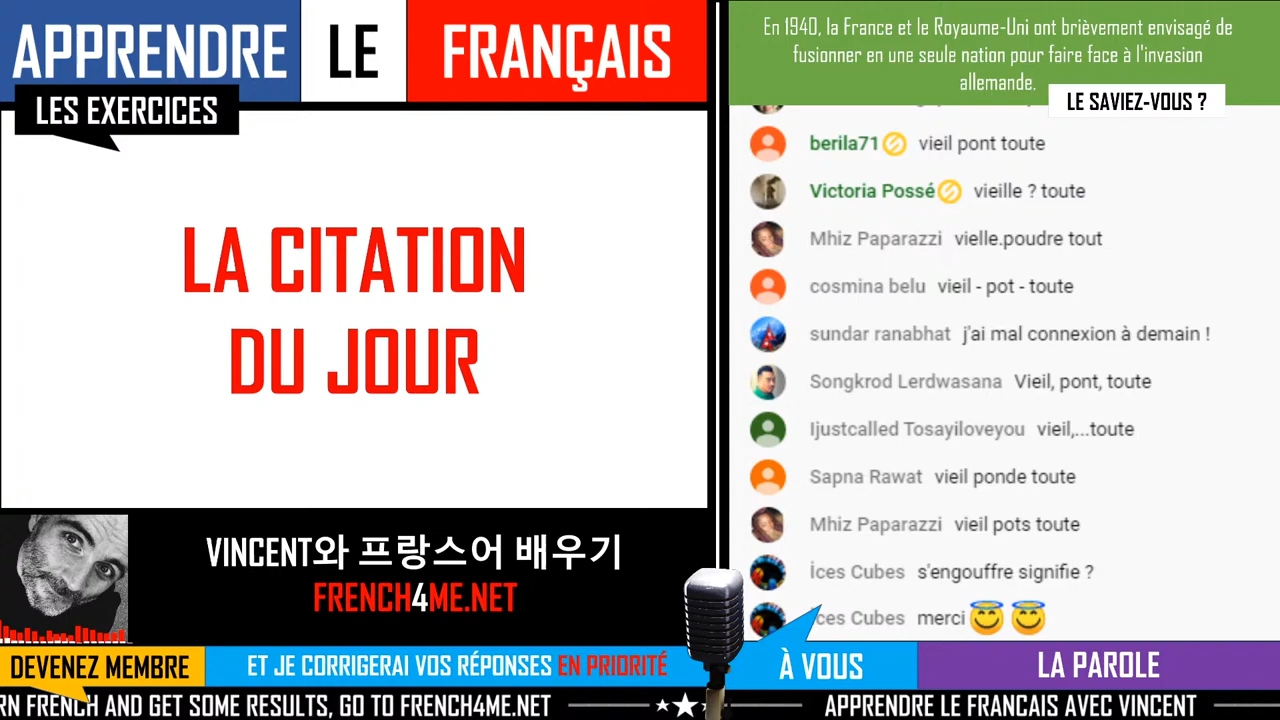 APPRENDRE LE FRANÇAIS
LES EXERCICES
LA CITATION
DU JOUR
VINCENT와 프랑스어 배우기
FRENCH4ME.NET
DEVENEZ MEMBRE
ET JE CORRIGERAI VOS RÉPONSES EN PRIORITÉ
En 1940, la France et le Royaume-Uni ont brièvement envisagé de
fusionner en une seule nation pour faire face à l'invasion
allemande.
LE SAVIEZ-VOUS ?
berila71 vieil pont toute
Victoria Possé vieille ? toute
Mhiz Paparazzi vielle.poudre tout
cosmina belu vieil - pot - toute
sundar ranabhat j'ai mal connexion à demain !
Songkrod Lerdwasana Vieil, pont, toute
Ijustcalled Tosayiloveyou vieil,...toute
Sapna Rawat vieil ponde toute
Mhiz Paparazzi vieil pots toute
İces Cubes s'engouffre signifie ?
ces Cubes merci
À VOUS
LA PAROLE
RN FRENCH AND GET SOME RESULTS, GO TO FRENCH4ME.NET
APPRENDRE LE FRANCAIS AVEC VINCENT